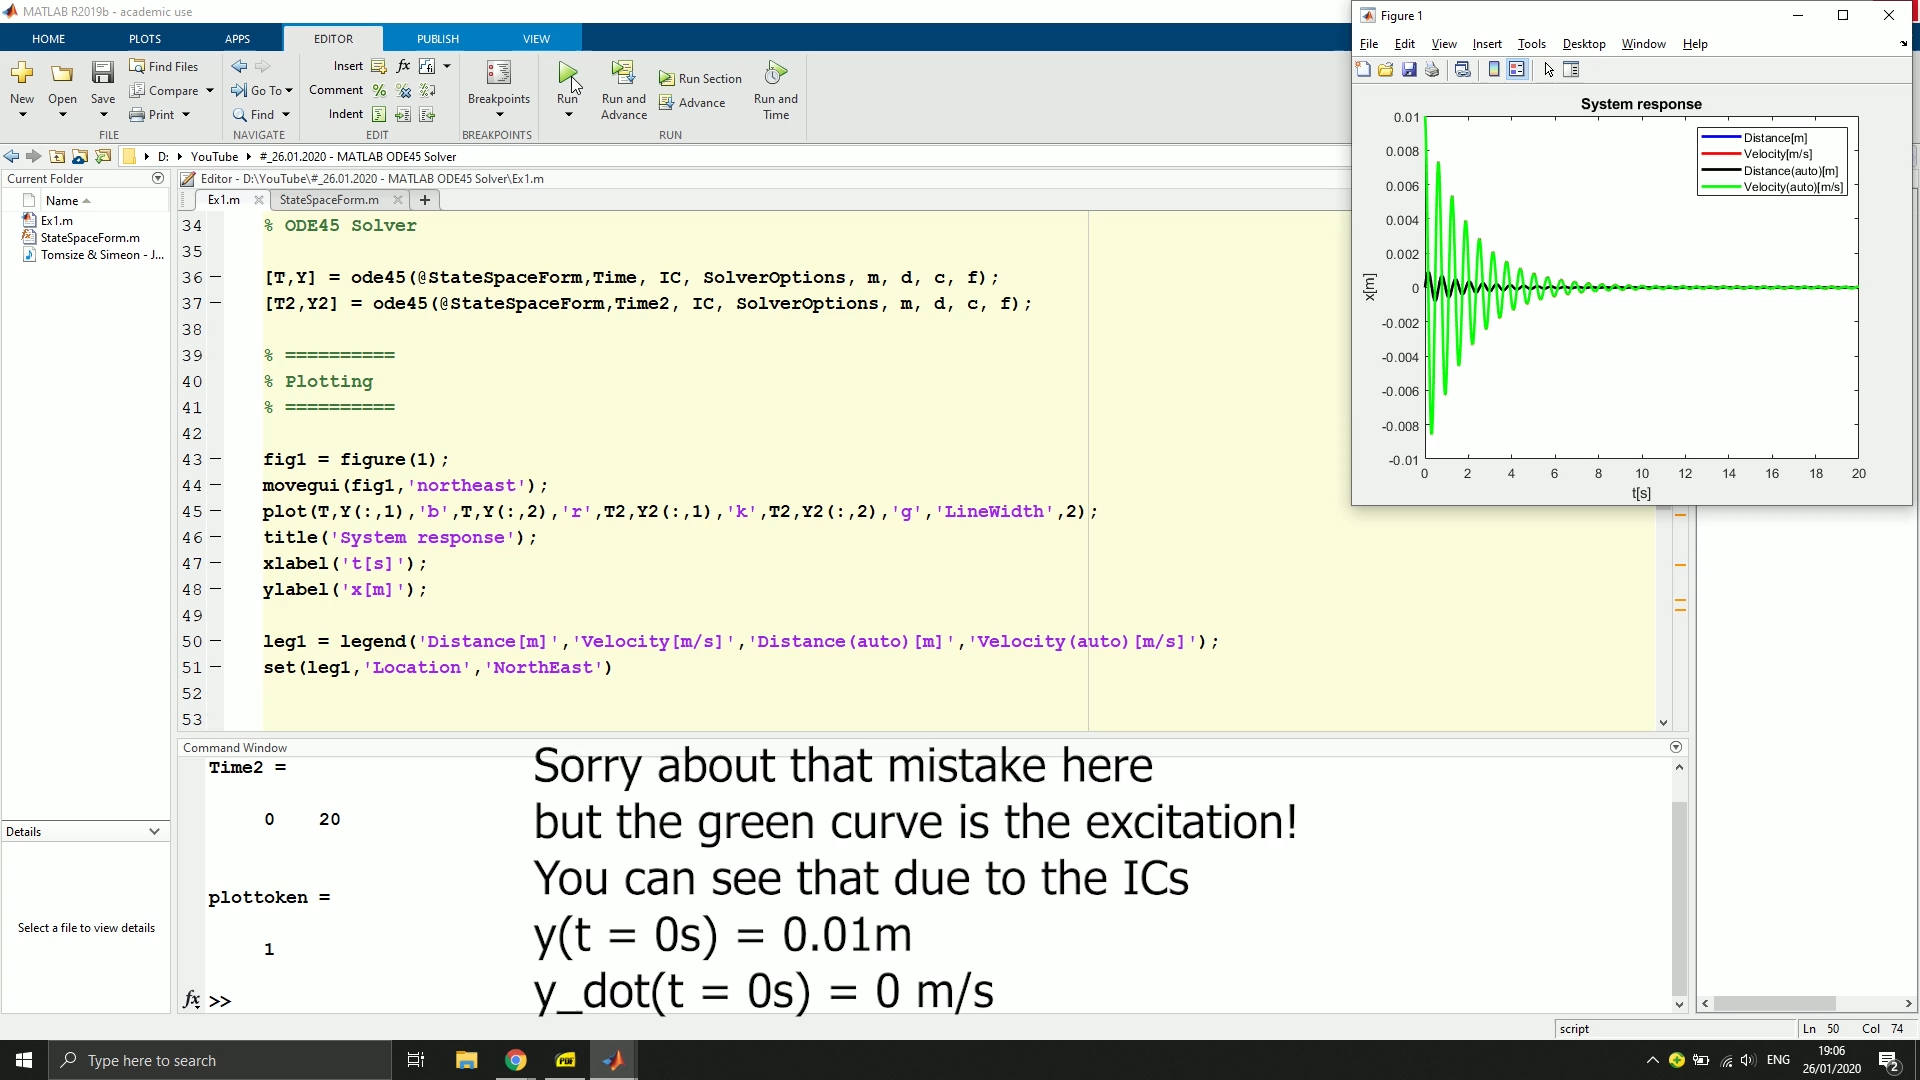 MATLAB R2019b - academic use
HOME PLOTS APPS EDITOR PUBLISH VIEW
New Open Save Find Files Compare Print
FILE
Go To Find
NAVIGATE
Insert fx
Comment %
Indent
EDIT
Breakpoints
BREAKPOINTS
Run Run and Advance Run Section Advance Run and Time
RUN
D: YouTube #_26.01.2020 - MATLAB ODE45 Solver
Current Folder
Name
Ex1.m
StateSpaceForm.m
Tomsize & Simeon - J...
Details
Select a file to view details
Editor - D:\YouTube\#_26.01.2020 - MATLAB ODE45 Solver\Ex1.m
Ex1.m StateSpaceForm.m +
34 % ODE45 Solver
35
36 – [T,Y] = ode45(@StateSpaceForm,Time, IC, SolverOptions, m, d, c, f);
37 – [T2,Y2] = ode45(@StateSpaceForm,Time2, IC, SolverOptions, m, d, c, f);
38
39 % ==========
40 % Plotting
41 % ==========
42
43 – fig1 = figure(1);
44 – movegui(fig1,'northeast');
45 – plot(T,Y(:,1),'b',T,Y(:,2),'r',T2,Y2(:,1),'k',T2,Y2(:,2),'g','LineWidth',2);
46 – title('System response');
47 – xlabel('t[s]');
48 – ylabel('x[m]');
49
50 – leg1 = legend('Distance[m]','Velocity[m/s]','Distance(auto)[m]','Velocity(auto)[m/s]');
51 – set(leg1,'Location','NorthEast')
52
53
Command Window
Time2 =
0 20
plottoken =
1
fx >>
Sorry about that mistake here
but the green curve is the excitation!
You can see that due to the ICs
y(t = 0s) = 0.01m
y_dot(t = 0s) = 0 m/s
Figure 1
File Edit View Insert Tools Desktop Window Help
System response
Distance[m]
Velocity[m/s]
Distance(auto)[m]
Velocity(auto)[m/s]
0.01
0.008
0.006
0.004
0.002
0
-0.002
-0.004
-0.006
-0.008
-0.01
x[m]
0 2 4 6 8 10 12 14 16 18 20
t[s]
script Ln 50 Col 74
Type here to search
PDF
ENG
19:06
26/01/2020
2